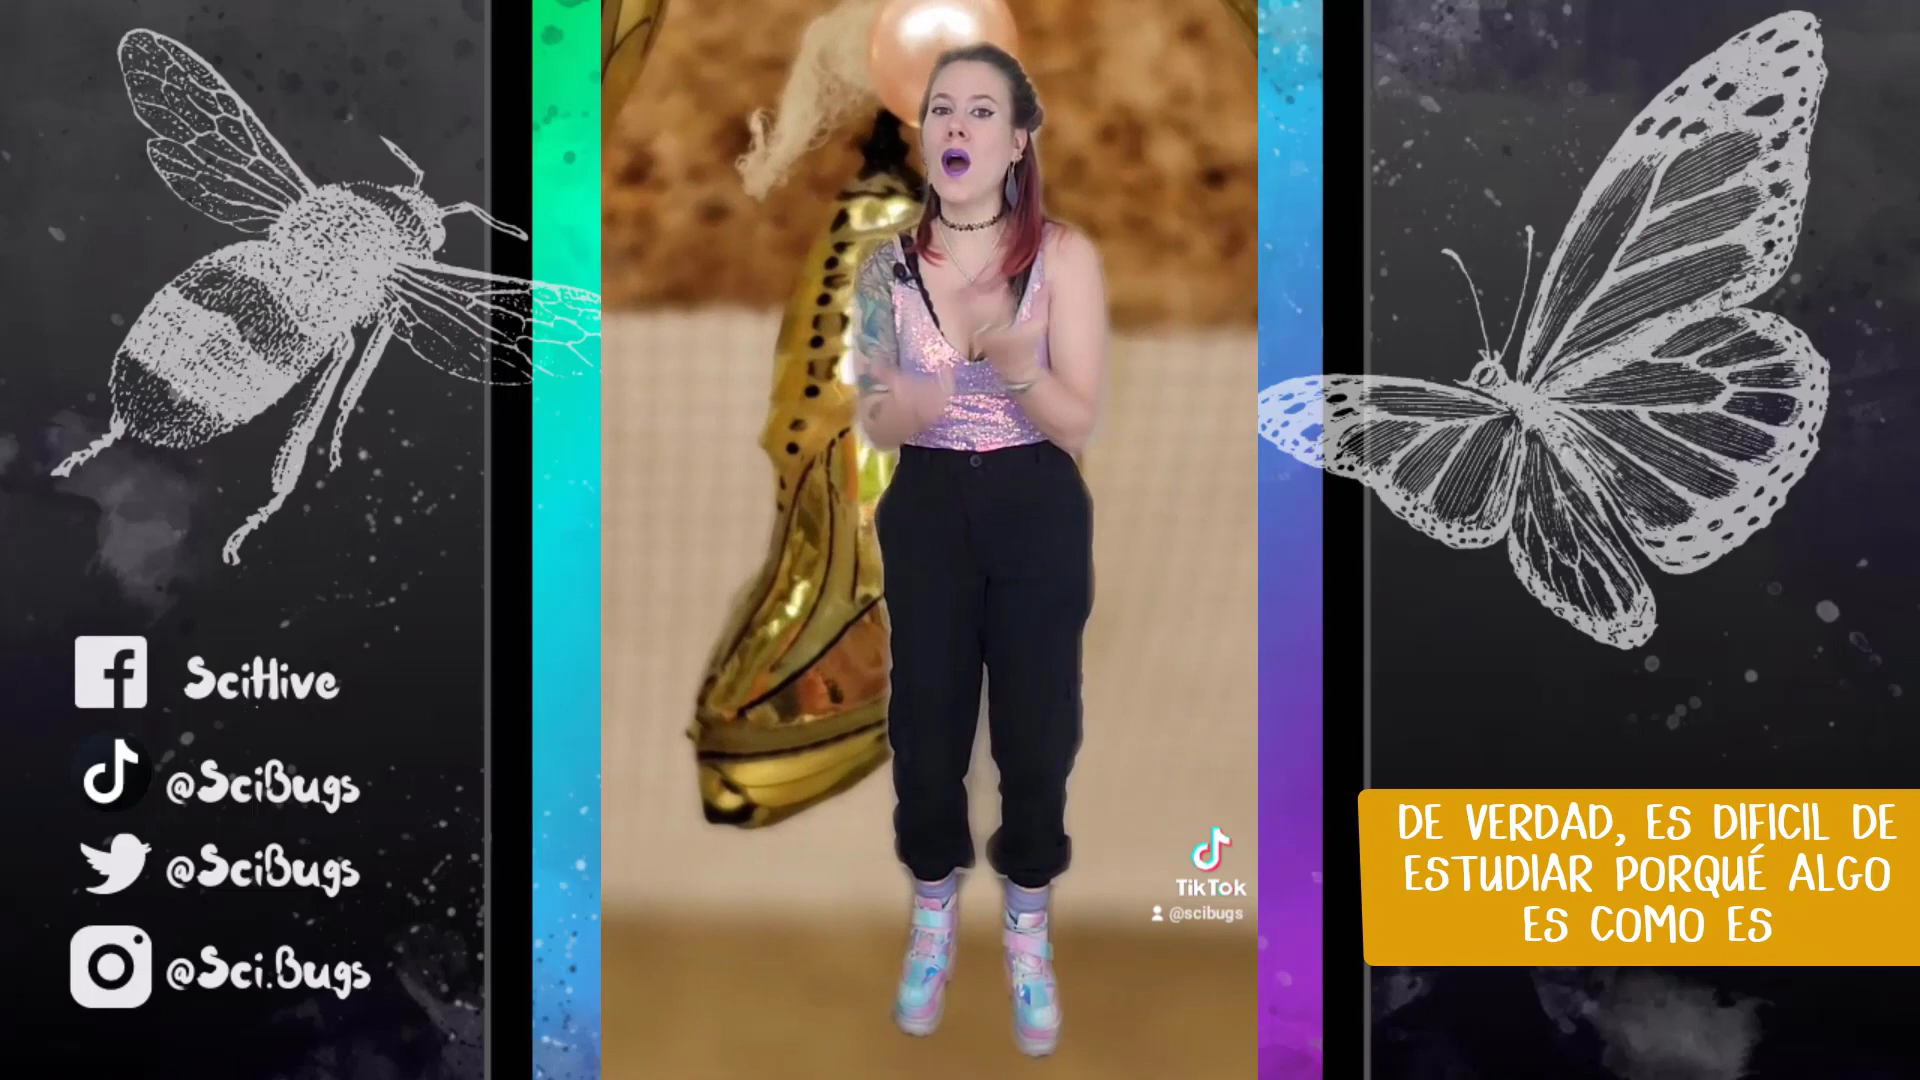 SciHive
@SciBugs
@SciBugs
@Sci.Bugs
TikTok
@scibugs
DE VERDAD, ES DIFICIL DE
ESTUDIAR PORQUÉ ALGO
ES COMO ES